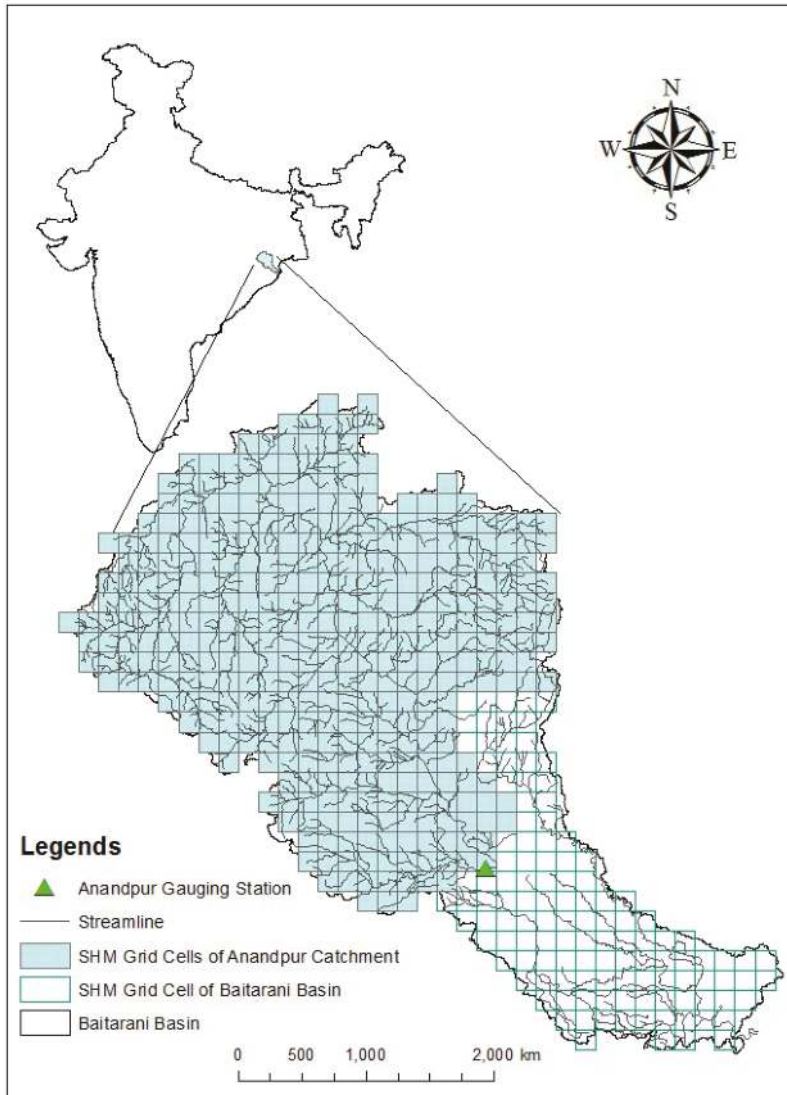 N
W E
S
Legends
Anandpur Gauging Station
Streamline
SHM Grid Cells of Anandpur Catchment
SHM Grid Cell of Baitarani Basin
Baitarani Basin
0 500 1,000 2,000 km